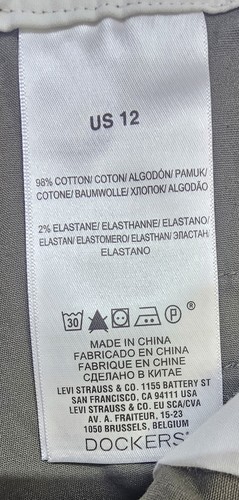 US 12
98% COTTON/ COTON/ ALGODÓN/ PAMUK/
COTONE/ BAUMWOLLE/ ХЛОПОК/ ALGODÃO
2% ELASTANE/ ELASTHANNE/ ELASTANO/
ELASTAN/ ELASTOMERO/ ELASTHAN/ ЭЛАСТАН/
ELASTANO
30 P
MADE IN CHINA
FABRICADO EN CHINA
FABRIQUE EN CHINE
СДЕЛАНО В КИТАЕ
LEVI STRAUSS & CO. 1155 BATTERY ST
SAN FRANCISCO, CA 94111 USA
LEVI STRAUSS & CO. EU SCA/CVA
AV. A. FRAITEUR, 15-23
1050 BRUSSELS, BELGIUM
DOCKERS